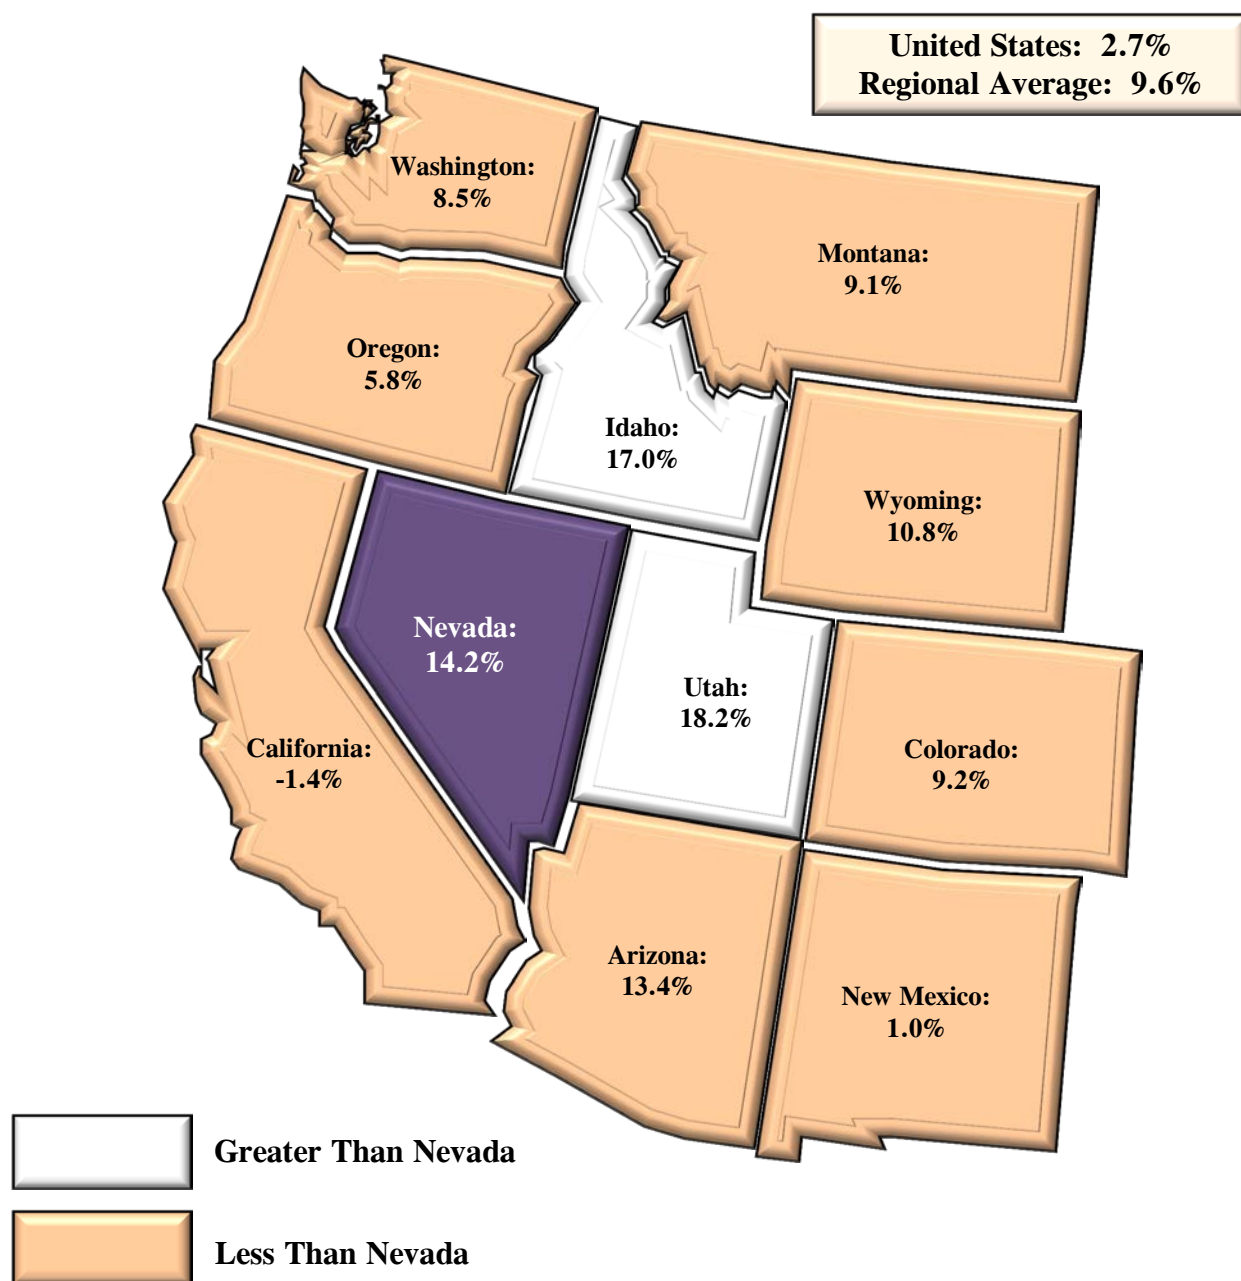 United States:  2.7%
Regional Average:  9.6%
Washington:
8.5%
Montana:
9.1%
Oregon:
5.8%
Idaho:
17.0%
Wyoming:
10.8%
Nevada:
14.2%
Utah:
18.2%
California:
-1.4%
Colorado:
9.2%
Arizona:
13.4%
New Mexico:
1.0%
Greater Than Nevada
Less Than Nevada